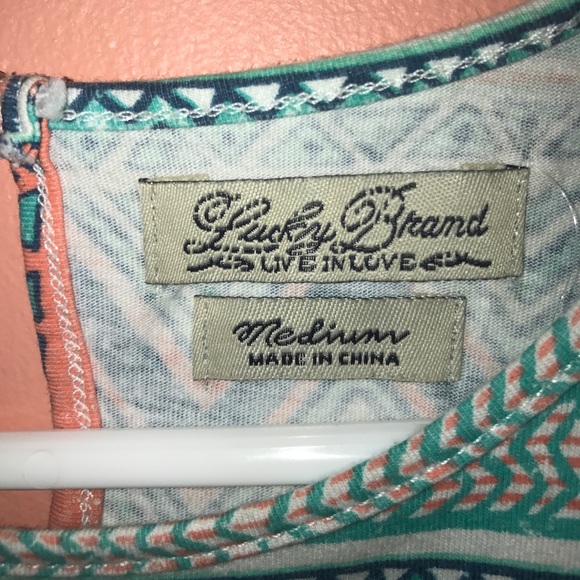 Lucky Brand
LIVE IN LOVE
Medium
MADE IN CHINA